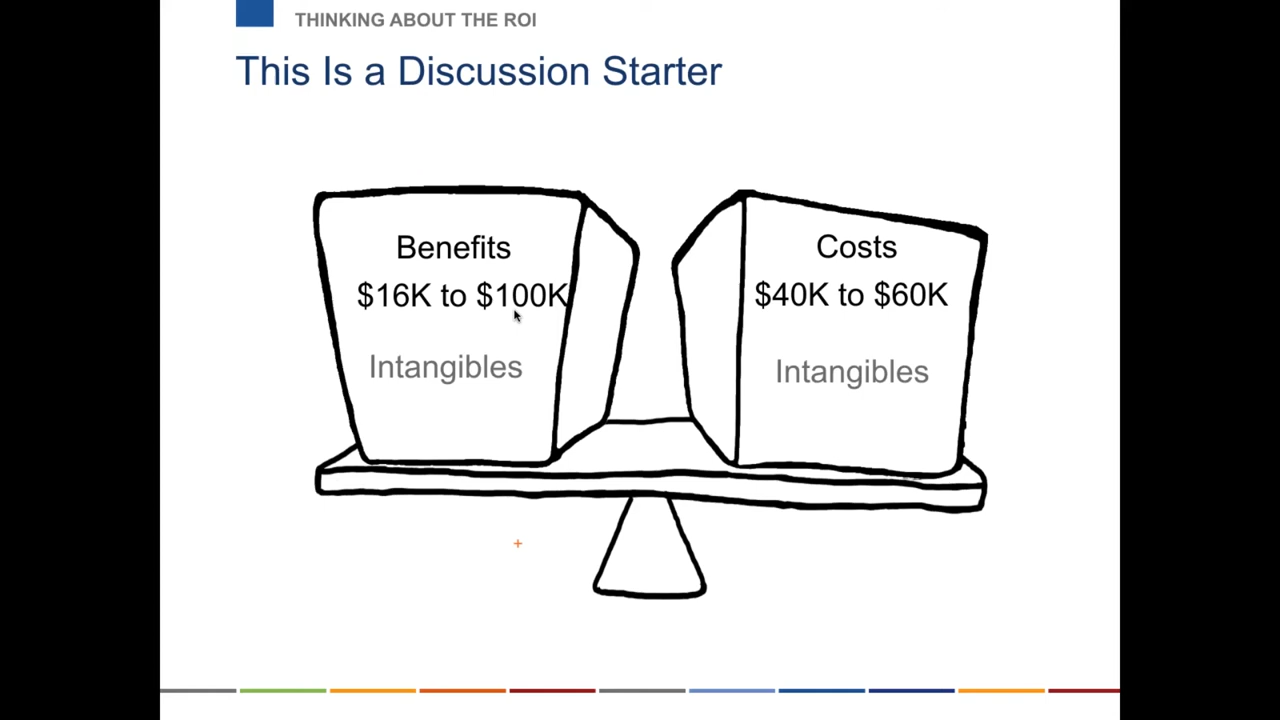 THINKING ABOUT THE ROI
This Is a Discussion Starter
Benefits
$16K to $100K
Intangibles
Costs
$40K to $60K
Intangibles